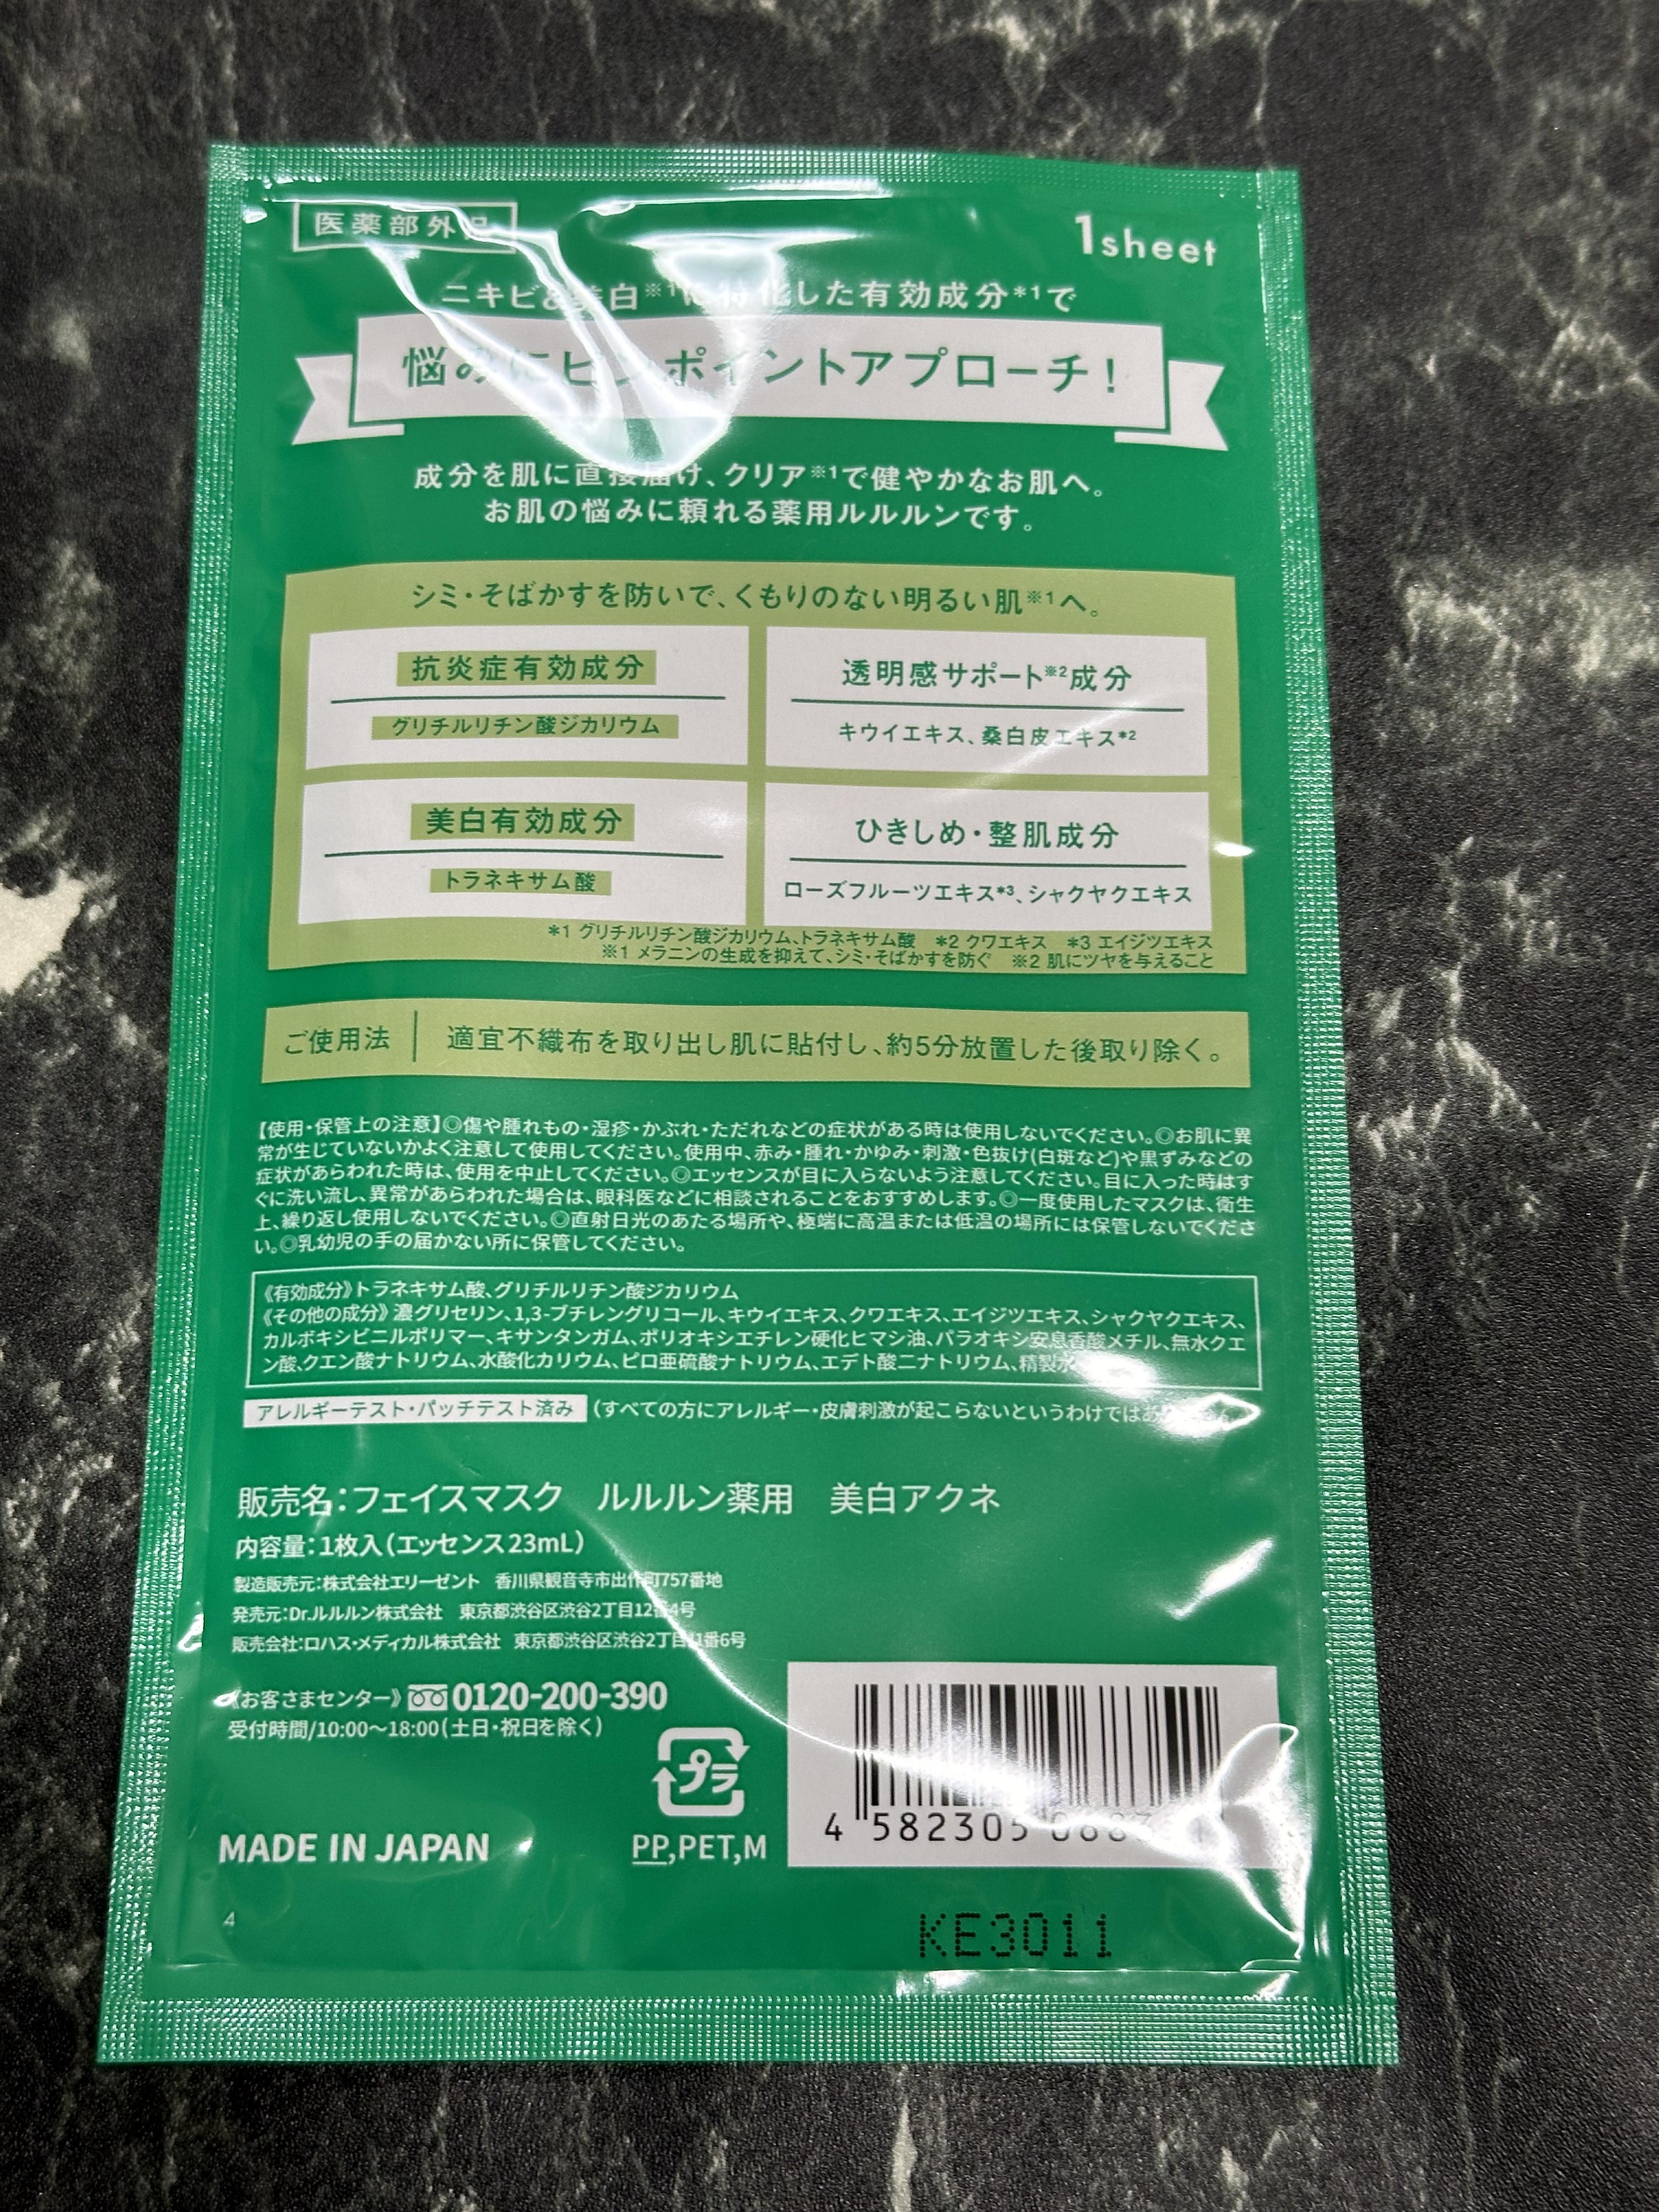 医薬部外品
1sheet
ニキビ&美白※1に特化した有効成分*1で
悩みにピンポイントアプローチ!
成分を肌に直接届け、クリア※1で健やかなお肌へ。
お肌の悩みに頼れる薬用ルルルンです。
シミ・そばかすを防いで、くもりのない明るい肌※1へ。
抗炎症有効成分
グリチルリチン酸ジカリウム
透明感サポート※2成分
キウイエキス、桑白皮エキス*2
美白有効成分
トラネキサム酸
ひきしめ・整肌成分
ローズフルーツエキス*3、シャクヤクエキス
*1 グリチルリチン酸ジカリウム、トラネキサム酸 *2 クワエキス *3 エイジツエキス
※1 メラニンの生成を抑えて、シミ・そばかすを防ぐ ※2 肌にツヤを与えること
ご使用法 適宜不織布を取り出し肌に貼付し、約5分放置した後取り除く。
【使用・保管上の注意】◎傷や腫れもの・湿疹・かぶれ・ただれなどの症状がある時は使用しないでください。◎お肌に異
常が生じていないかよく注意して使用してください。使用中、赤み・腫れ・かゆみ・刺激・色抜け(白斑など)や黒ずみなどの
症状があらわれた時は、使用を中止してください。◎エッセンスが目に入らないよう注意してください。目に入った時はす
ぐに洗い流し、異常があらわれた場合は、眼科医などに相談されることをおすすめします。◎一度使用したマスクは、衛生
上、繰り返し使用しないでください。◎直射日光のあたる場所や、極端に高温または低温の場所には保管しないでくださ
い。◎乳幼児の手の届かない所に保管してください。
《有効成分》トラネキサム酸、グリチルリチン酸ジカリウム
《その他の成分》濃グリセリン、1,3-ブチレングリコール、キウイエキス、クワエキス、エイジツエキス、シャクヤクエキス、
カルボキシビニルポリマー、キサンタンガム、ポリオキシエチレン硬化ヒマシ油、パラオキシ安息香酸メチル、無水クエ
ン酸、クエン酸ナトリウム、水酸化カリウム、ピロ亜硫酸ナトリウム、エデト酸二ナトリウム、精製水
アレルギーテスト・パッチテスト済み (すべての方にアレルギー・皮膚刺激が起こらないというわけでは
販売名:フェイスマスク ルルルン薬用 美白アクネ
内容量:1枚入(エッセンス23mL)
製造販売元:株式会社エリーゼント 香川県観音寺市出作町757番地
発売元:Dr.ルルルン株式会社 東京都渋谷区渋谷2丁目12番4号
販売会社:ロハス・メディカル株式会社 東京都渋谷区渋谷2丁目 番6号
《お客さまセンター》0120-200-390
受付時間/10:00～18:00(土日・祝日を除く)
プラ
PP,PET,M
4 582305
MADE IN JAPAN
4
KE3011